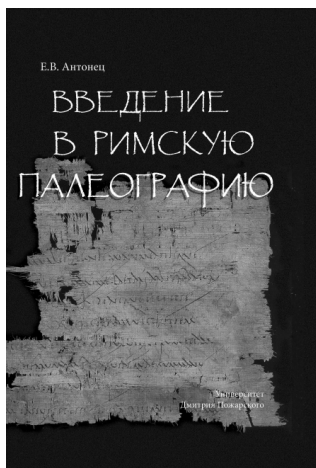 Е.В. Антонец
ВВЕДЕНИЕ
В РИМСКУЮ
ПАЛЕОГРАФИЮ
Университет
Дмитрия Пожарского